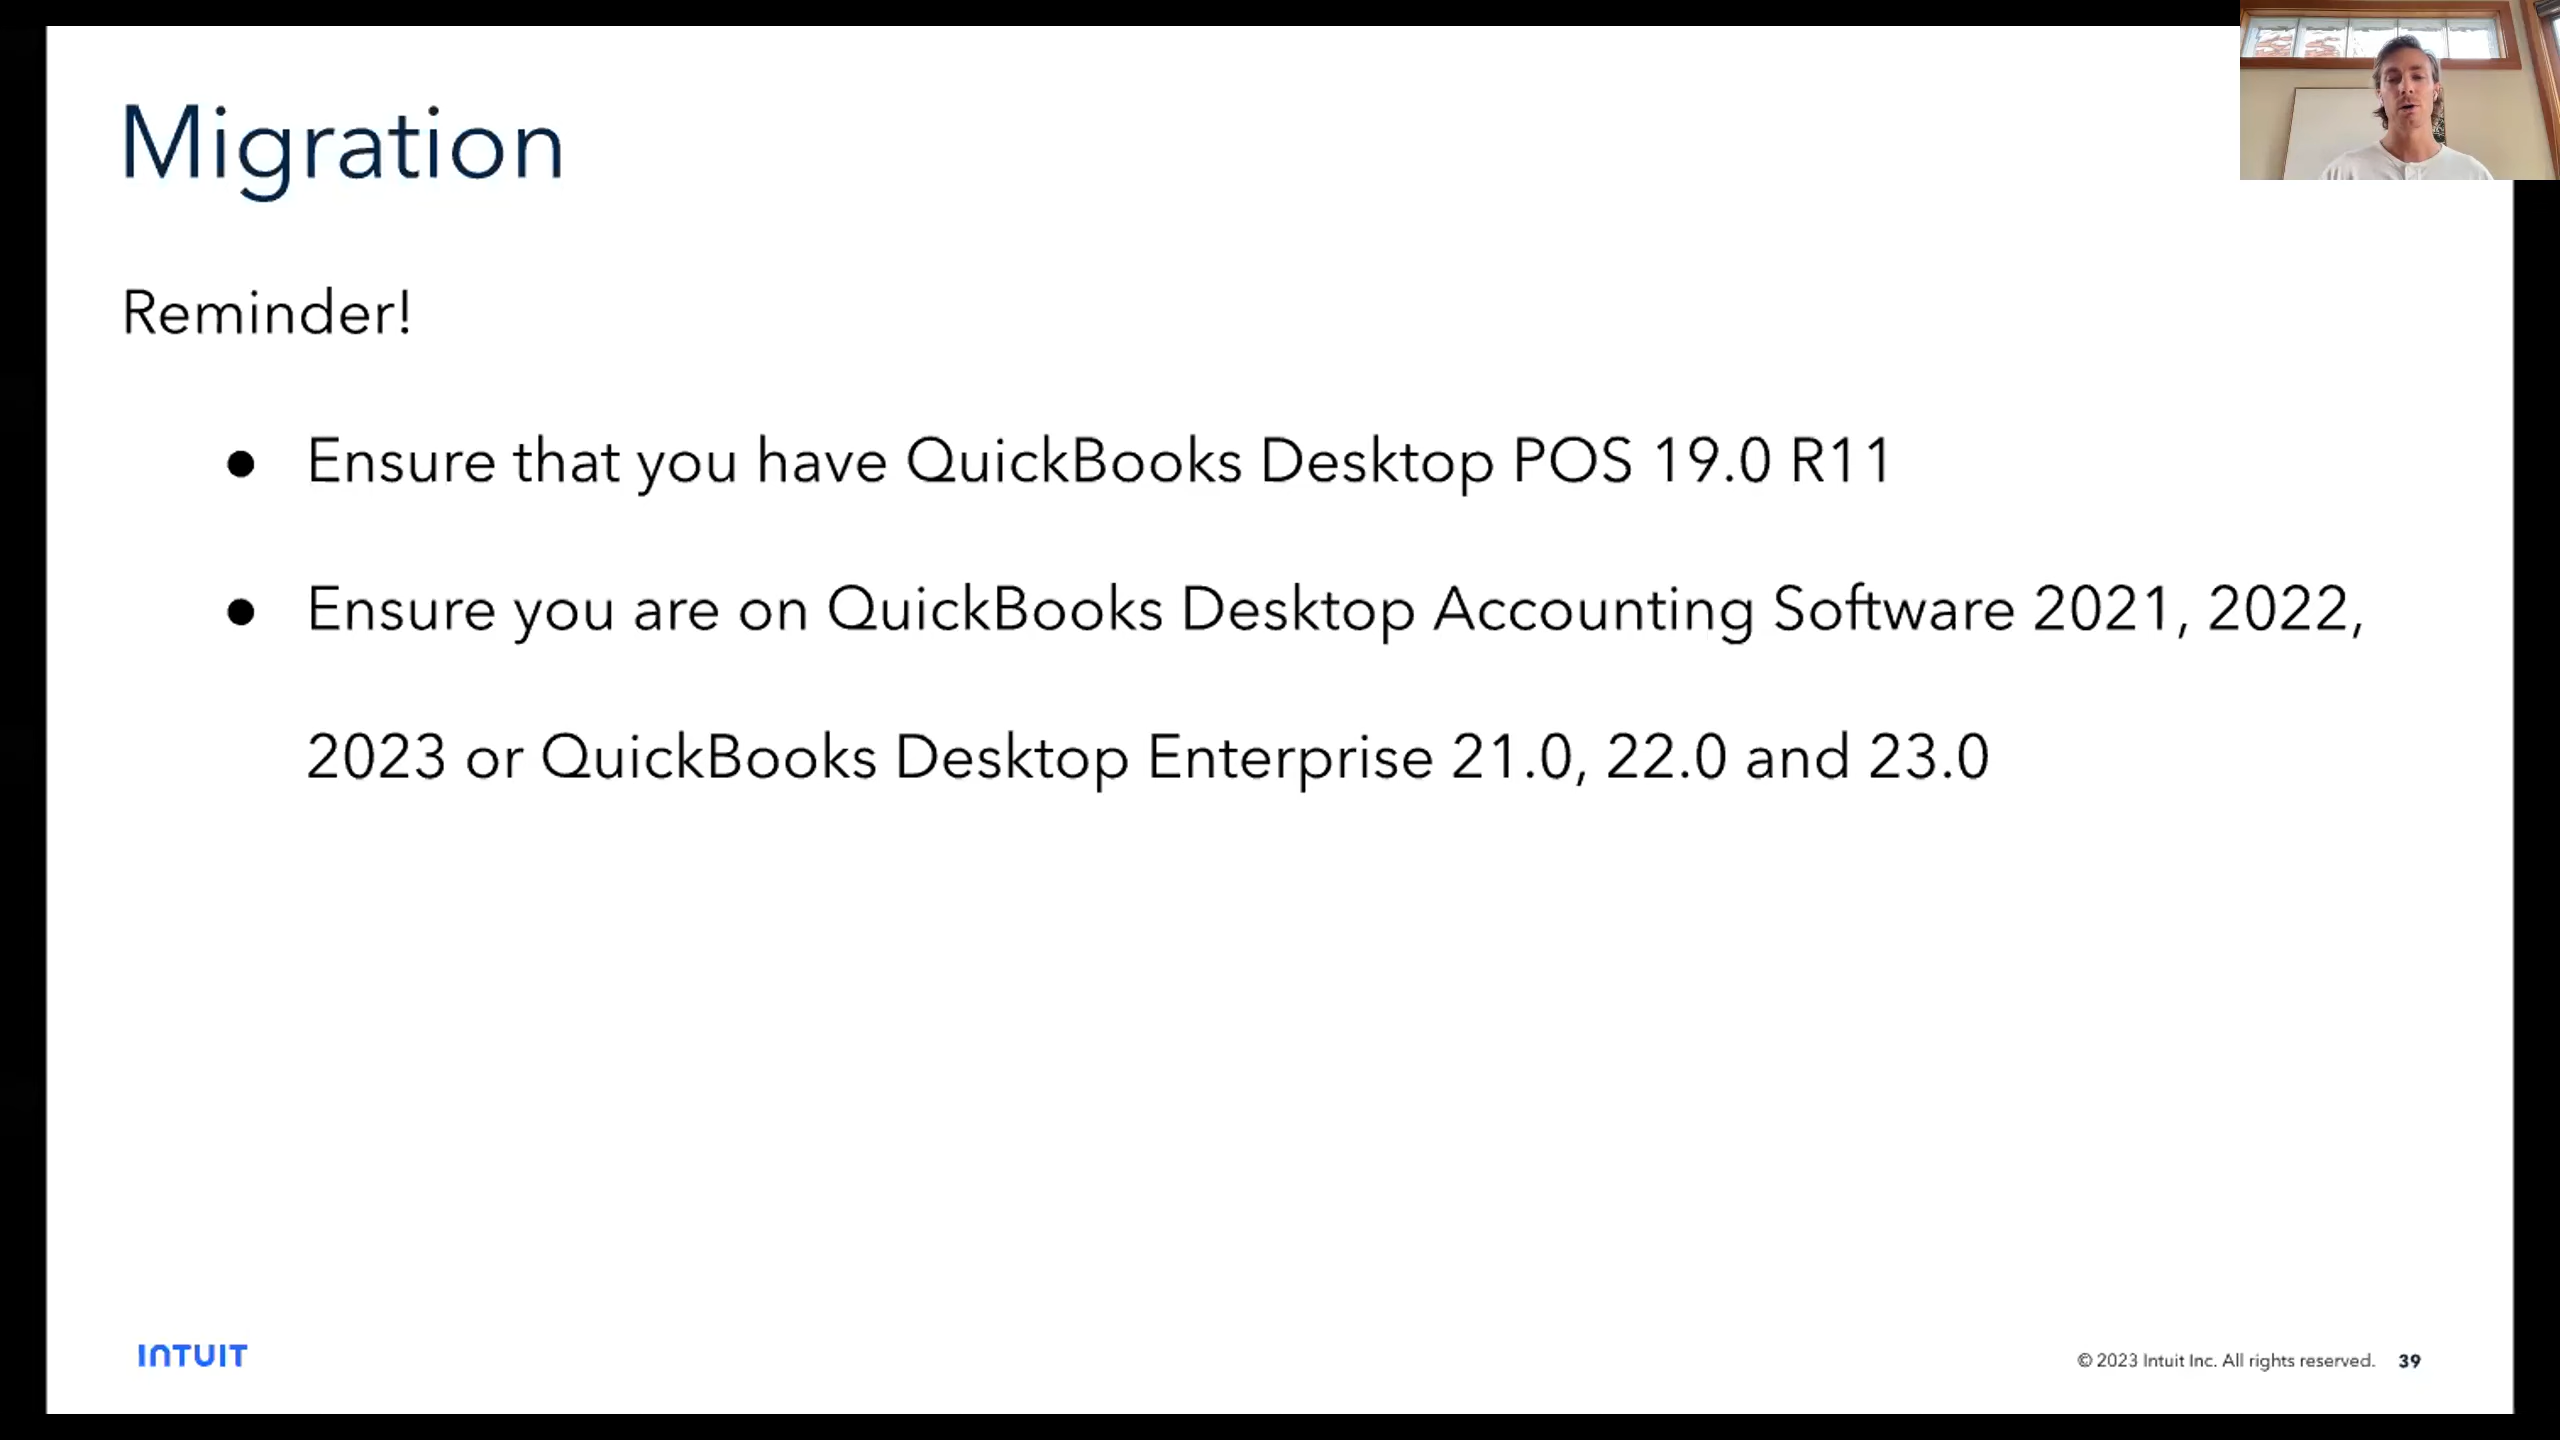 Migration
Reminder!
● Ensure that you have QuickBooks Desktop POS 19.0 R11
● Ensure you are on QuickBooks Desktop Accounting Software 2021, 2022,
2023 or QuickBooks Desktop Enterprise 21.0, 22.0 and 23.0
INTUIT
© 2023 Intuit Inc. All rights reserved. 39